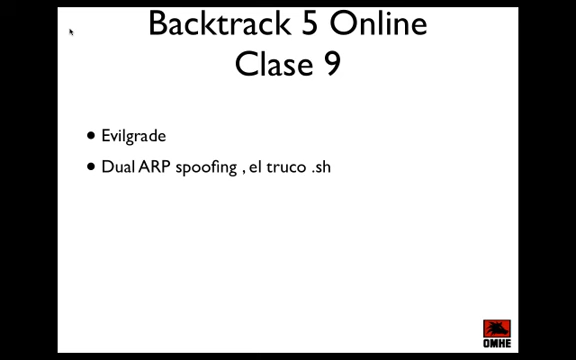 Backtrack 5 Online
Clase 9
• Evilgrade
• Dual ARP spoofing , el truco .sh
OMHE